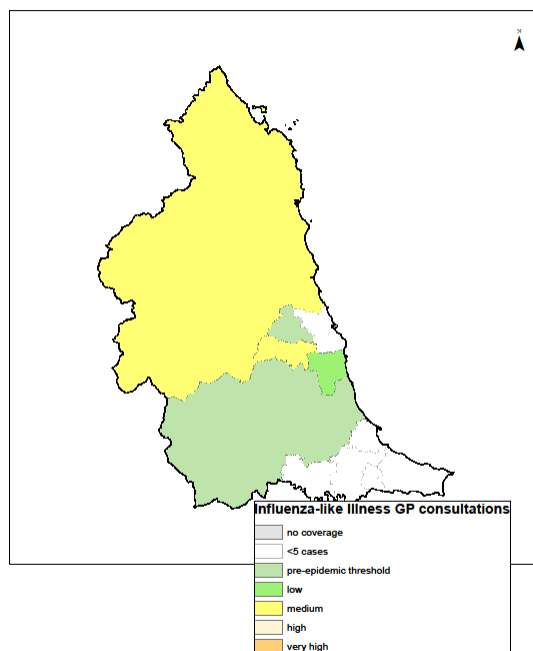 N
Influenza-like Illness GP consultations
no coverage
<5 cases
pre-epidemic threshold
low
medium
high
very high